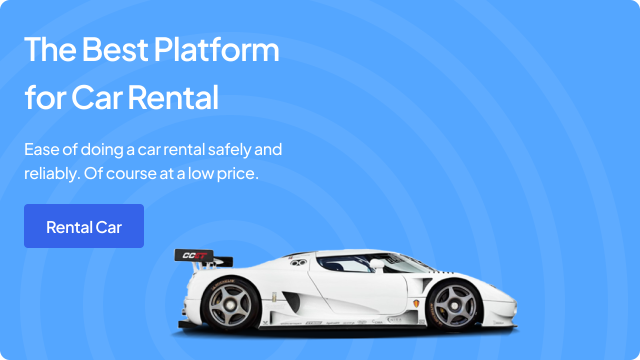 The Best Platform
for Car Rental
Ease of doing a car rental safely and
reliably. Of course at a low price.
Rental Car